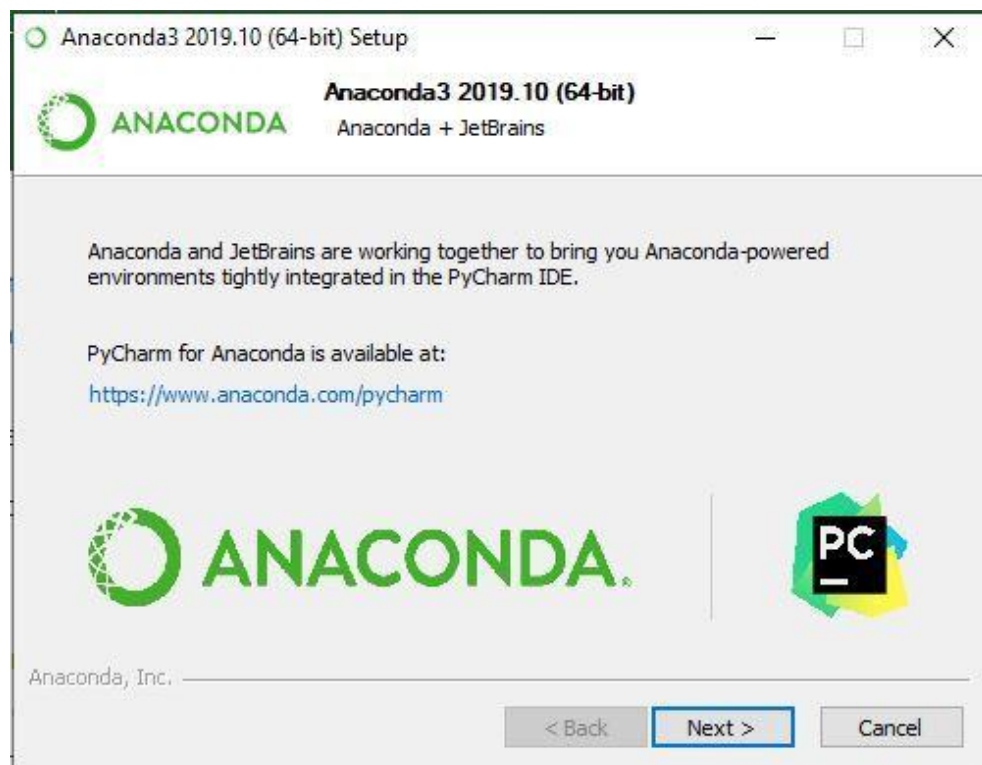 Anaconda3 2019.10 (64-bit) Setup
ANACONDA
Anaconda3 2019.10 (64-bit)
Anaconda + JetBrains
Anaconda and JetBrains are working together to bring you Anaconda-powered
environments tightly integrated in the PyCharm IDE.
PyCharm for Anaconda is available at:
https://www.anaconda.com/pycharm
ANACONDA®
PC
Anaconda, Inc.
< Back
Next >
Cancel